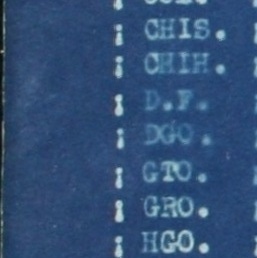 : CHIS. :
: CHIH. :
: D.F. :
: DGO. :
: GTO. :
: GRO. :
: HGO. :